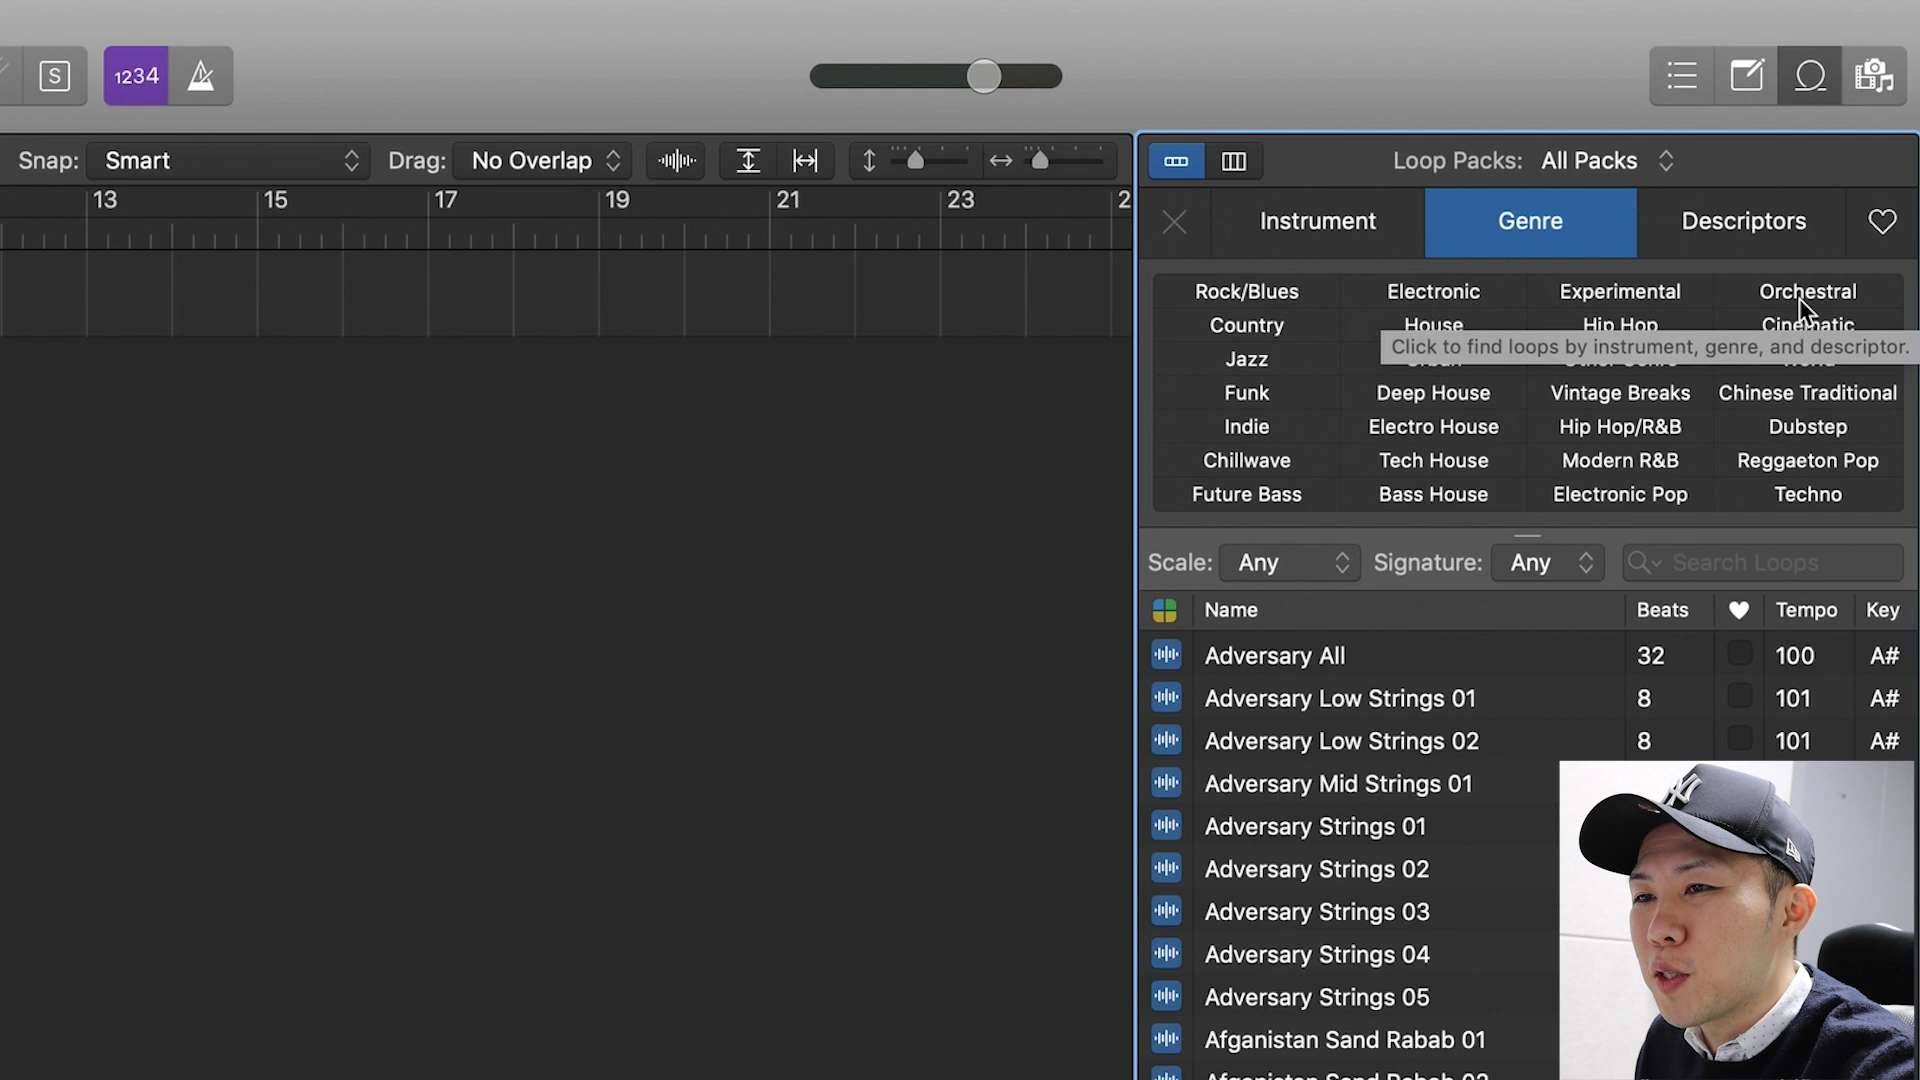 S
1234
Snap: Smart
Drag: No Overlap
13 15 17 19 21 23 2
Loop Packs: All Packs
Instrument Genre Descriptors
Rock/Blues Electronic Experimental Orchestral
Country House Hip Hop Cinematic
Click to find loops by instrument, genre, and descriptor.
Jazz
Funk Deep House Vintage Breaks Chinese Traditional
Indie Electro House Hip Hop/R&B Dubstep
Chillwave Tech House Modern R&B Reggaeton Pop
Future Bass Bass House Electronic Pop Techno
Scale: Any Signature: Any Search Loops
Name Beats Tempo Key
Adversary All 32 100 A#
Adversary Low Strings 01 8 101 A#
Adversary Low Strings 02 8 101 A#
Adversary Mid Strings 01
Adversary Strings 01
Adversary Strings 02
Adversary Strings 03
Adversary Strings 04
Adversary Strings 05
Afganistan Sand Rabab 01